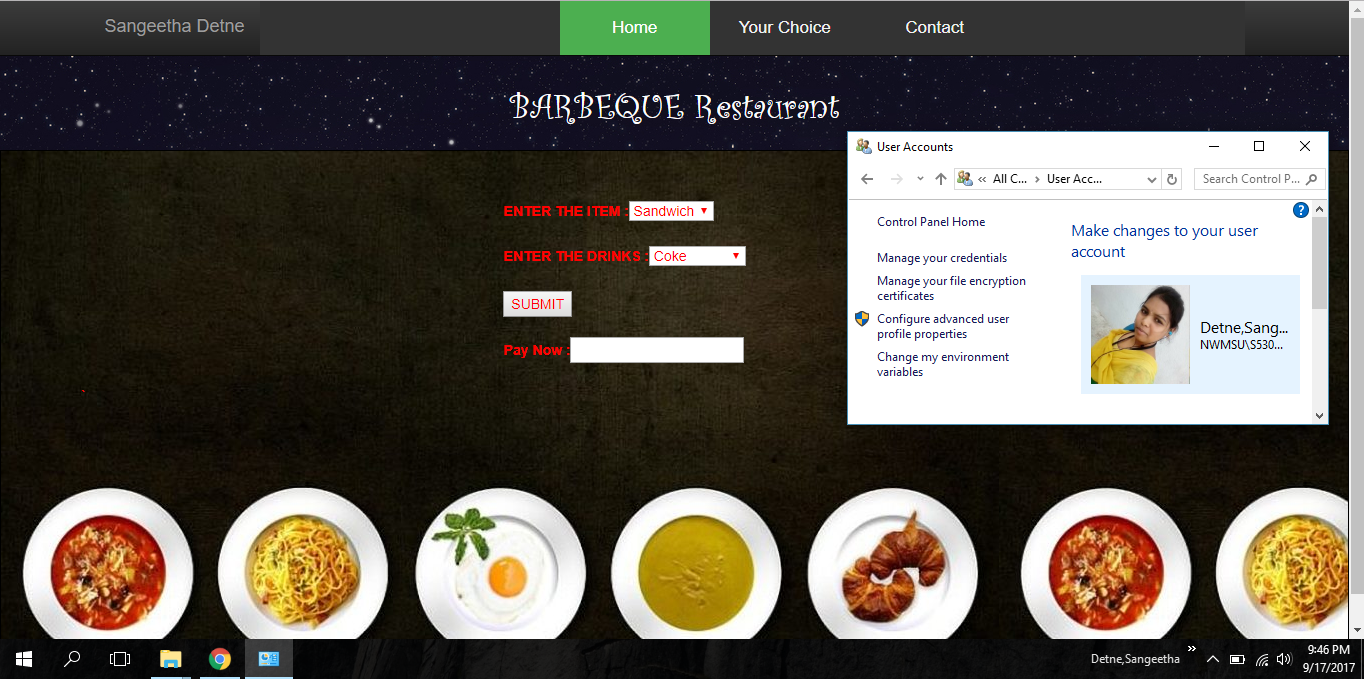 Sangeetha Detne
Home
Your Choice
Contact
BARBEQUE Restaurant
ENTER THE ITEM : Sandwich
ENTER THE DRINKS : Coke
SUBMIT
Pay Now :
User Accounts
« All C... › User Acc...
Search Control P...
Control Panel Home
Manage your credentials
Manage your file encryption
certificates
Configure advanced user
profile properties
Change my environment
variables
?
Make changes to your user
account
Detne,Sang...
NWMSU\S530...
Detne,Sangeetha
»
9:46 PM
9/17/2017